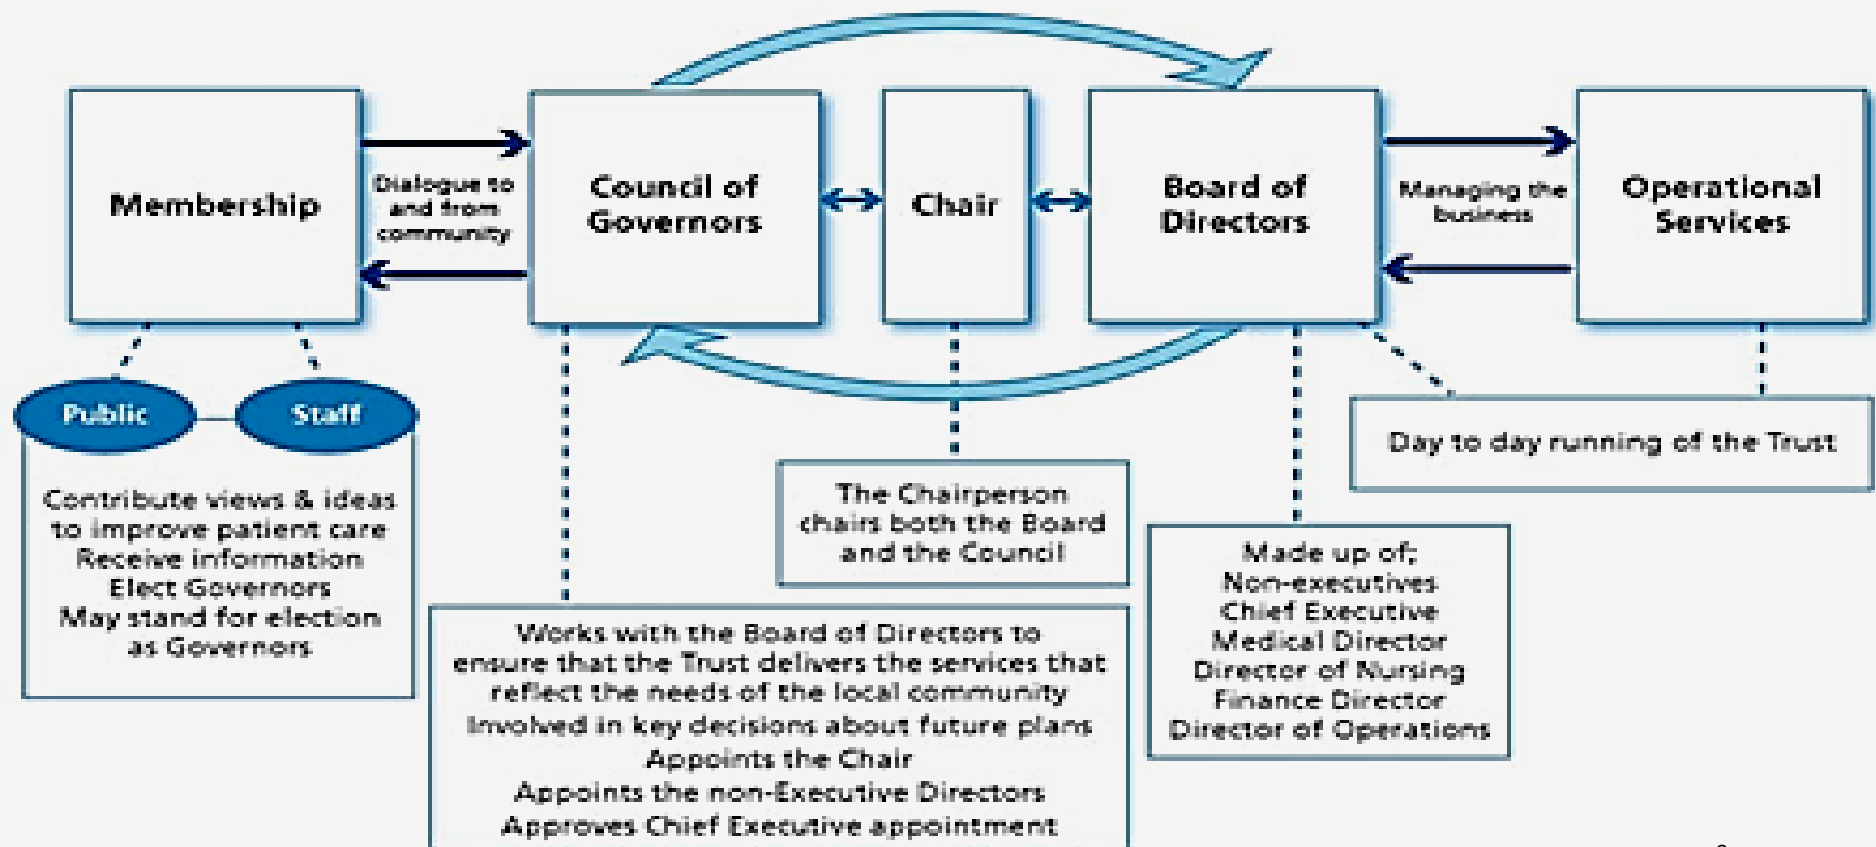 Membership
Dialogue to
and from
community
Council of
Governors
Chair
Board of
Directors
Managing the
business
Operational
Services
Public
Staff
Contribute views & ideas
to improve patient care
Receive information
Elect Governors
May stand for election
as Governors
Works with the Board of Directors to
ensure that the Trust delivers the services that
reflect the needs of the local community
Involved in key decisions about future plans
Appoints the Chair
Appoints the non-Executive Directors
Approves Chief Executive appointment
The Chairperson
chairs both the Board
and the Council
Made up of;
Non-executives
Chief Executive
Medical Director
Director of Nursing
Finance Director
Director of Operations
Day to day running of the Trust